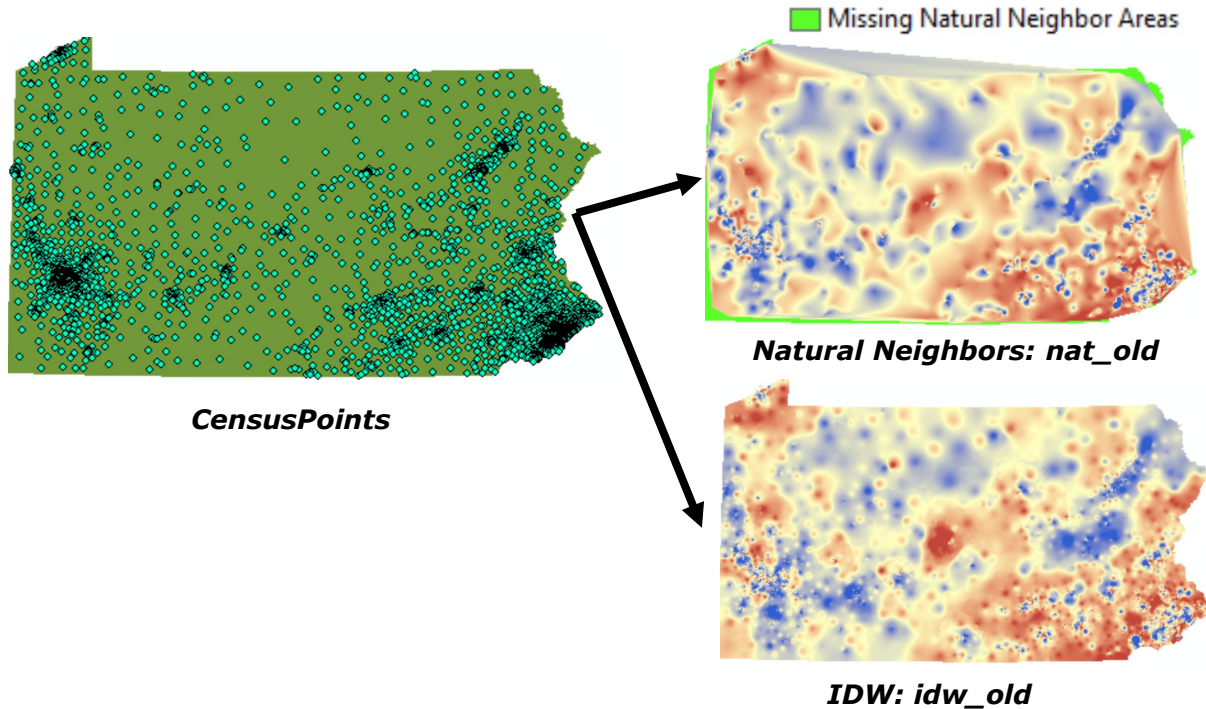 Missing Natural Neighbor Areas
CensusPoints
Natural Neighbors: nat_old
IDW: idw_old